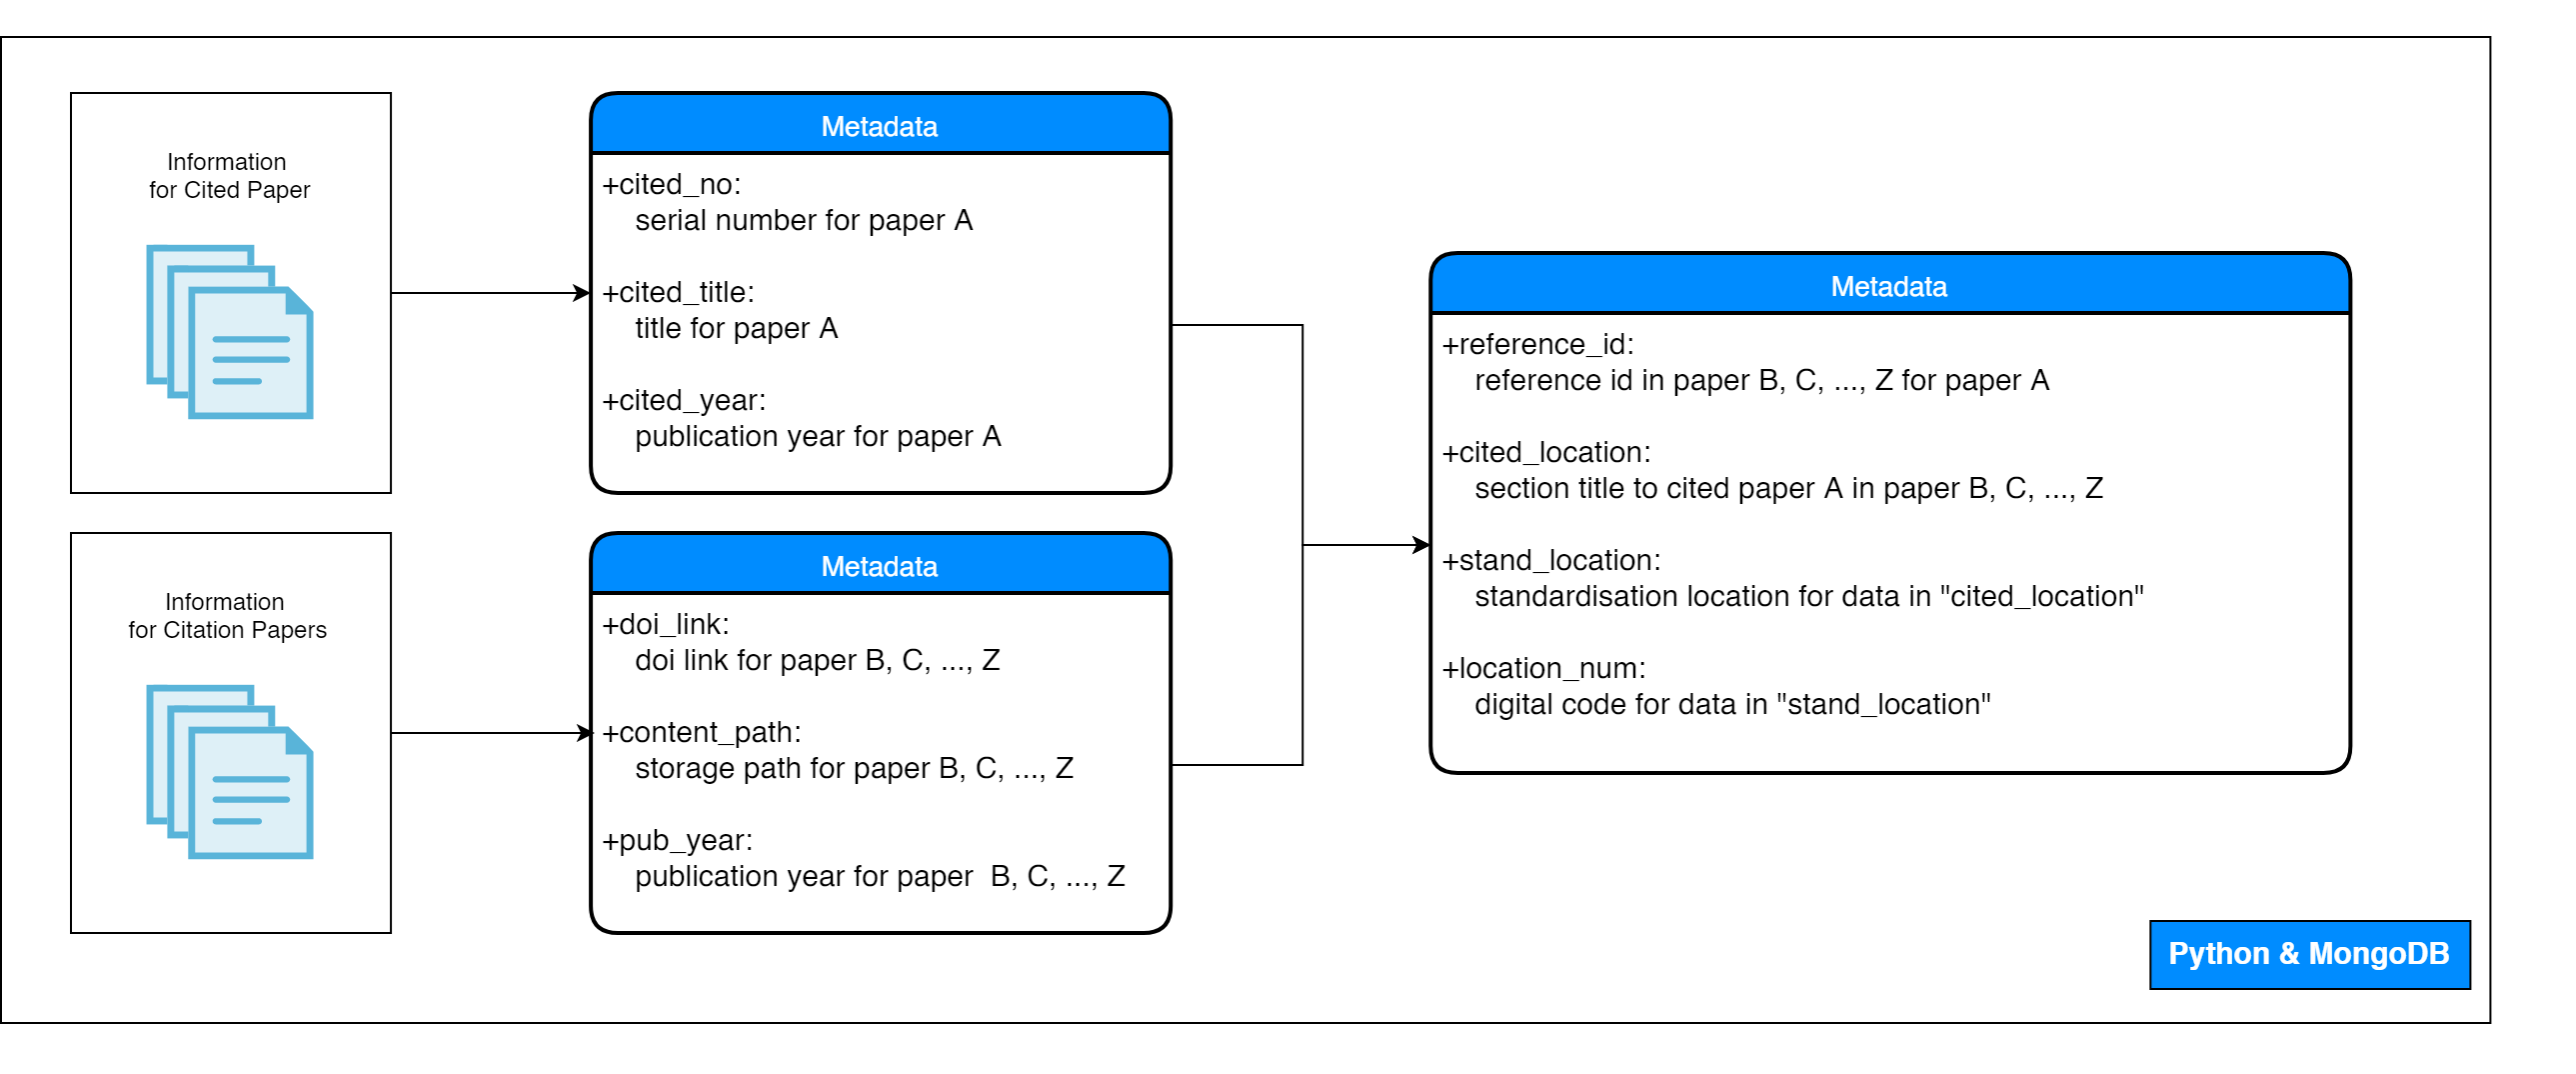 Information
for Cited Paper
Metadata
+cited_no:
serial number for paper A
+cited_title:
title for paper A
+cited_year:
publication year for paper A
Information
for Citation Papers
Metadata
+doi_link:
doi link for paper B, C, ..., Z
+content_path:
storage path for paper B, C, ..., Z
+pub_year:
publication year for paper  B, C, ..., Z
Metadata
+reference_id:
reference id in paper B, C, ..., Z for paper A
+cited_location:
section title to cited paper A in paper B, C, ..., Z
+stand_location:
standardisation location for data in "cited_location"
+location_num:
digital code for data in "stand_location"
Python & MongoDB